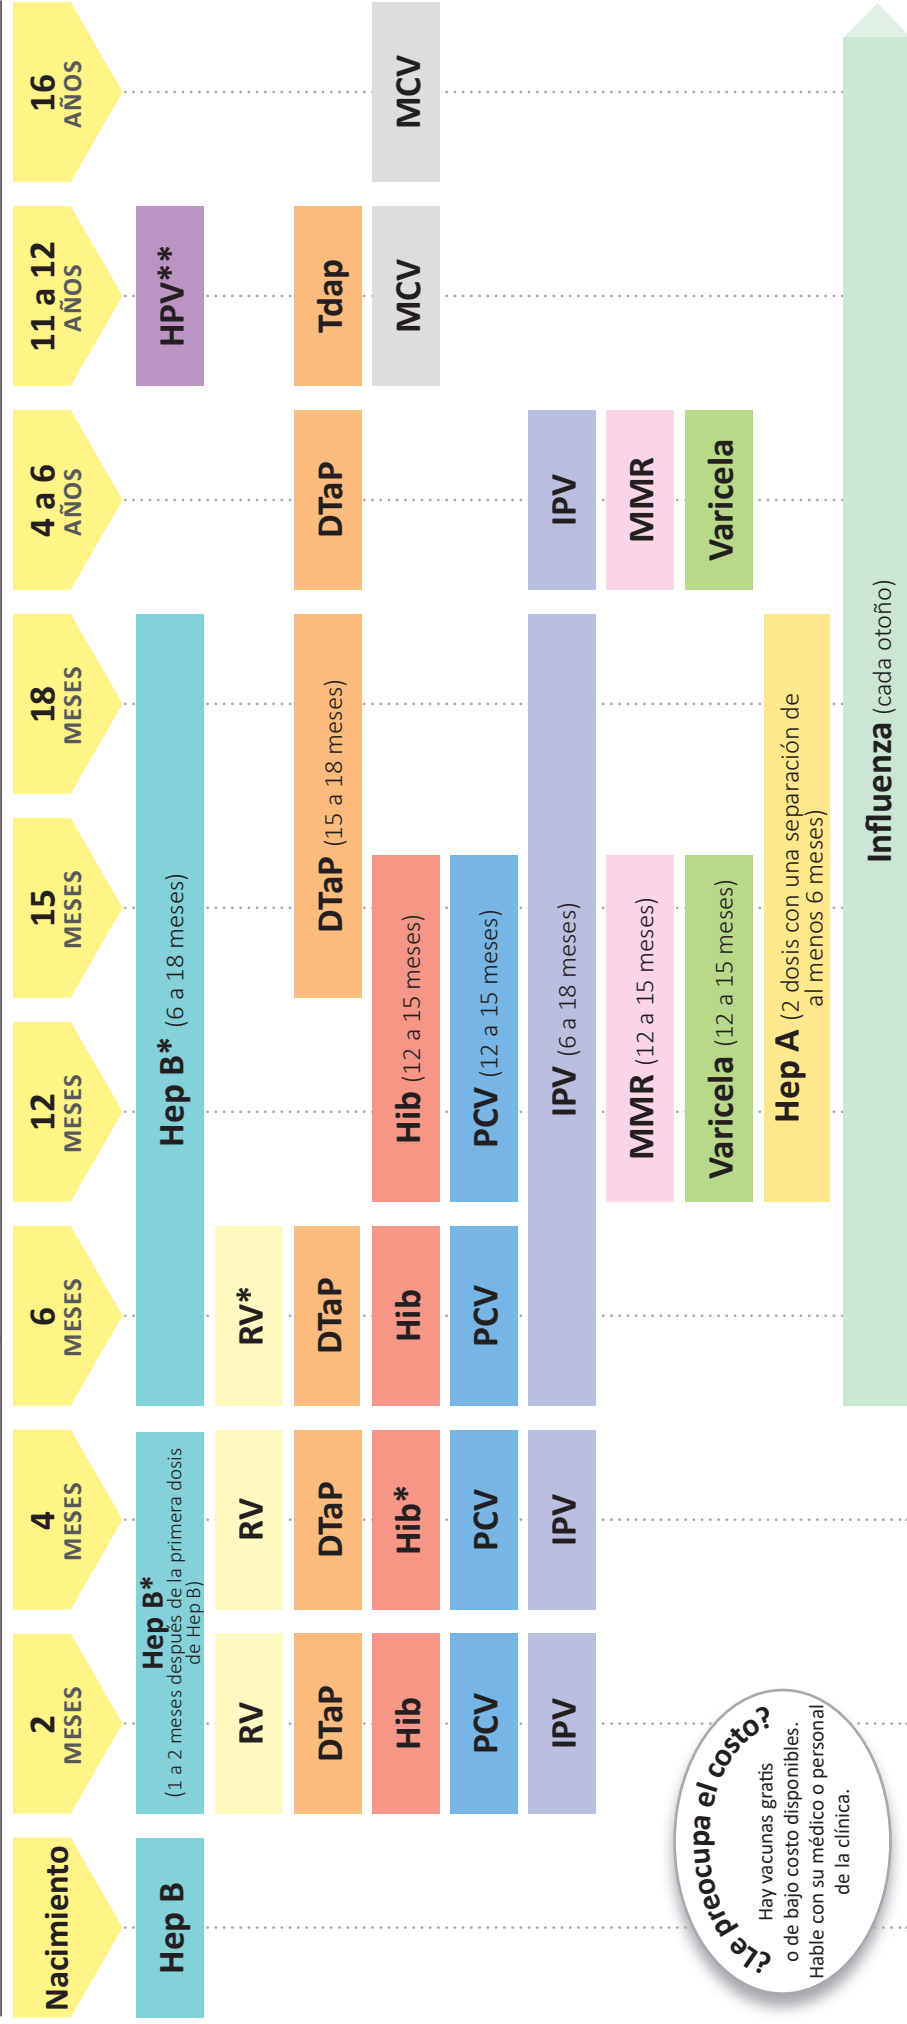 Nacimiento
2
MESES
4
MESES
6
MESES
12
MESES
15
MESES
18
MESES
4 a 6
AÑOS
11 a 12
AÑOS
16
AÑOS
Hep B
Hep B*
(1 a 2 meses después de la primera dosis
de Hep B)
Hep B* (6 a 18 meses)
HPV**
RV
RV
RV*
DTaP
DTaP
DTaP
DTaP (15 a 18 meses)
DTaP
Tdap
Hib
Hib*
Hib
Hib (12 a 15 meses)
MCV
MCV
PCV
PCV
PCV
PCV (12 a 15 meses)
IPV
IPV
IPV (6 a 18 meses)
IPV
MMR (12 a 15 meses)
MMR
Varicela (12 a 15 meses)
Varicela
Hep A (2 dosis con una separación de
al menos 6 meses)
Influenza (cada otoño)
¿Le preocupa el costo?
Hay vacunas gratis
o de bajo costo disponibles.
Hable con su médico o personal
de la clínica.